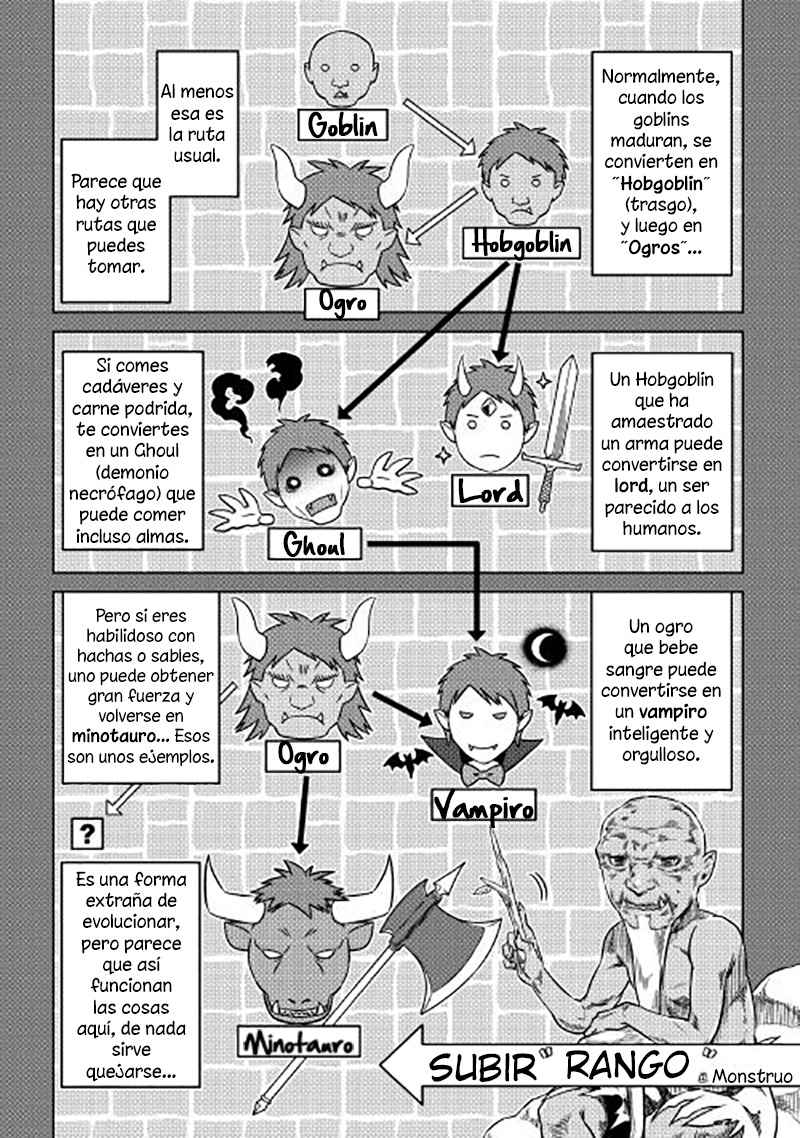 Normalmente,
cuando los
goblins
maduran, se
convierten en
"Hobgoblin"
(trasgo),
y luego en
"Ogros"...
Al menos
esa es
la ruta
usual.
Parece que
hay otras
rutas que
puedes
tomar.
Goblin
Hobgoblin
Ogro
Un Hobgoblin
que ha
amaestrado
un arma puede
convertirse en
lord, un ser
parecido a los
humanos.
Si comes
cadáveres y
carne podrida,
te conviertes
en un Ghoul
(demonio
necrófago) que
puede comer
incluso almas.
Lord
Ghoul
Un ogro
que bebe
sangre puede
convertirse en
un vampiro
inteligente y
orgulloso.
Pero si eres
habilidoso con
hachas o sables,
uno puede obtener
gran fuerza y
volverse en
minotauro... Esos
son unos ejemplos.
Ogro
Vampiro
?
Es una forma
extraña de
evolucionar,
pero parece
que así
funcionan
las cosas
aquí, de nada
sirve
quejarse...
Minotauro
SUBIR " RANGO "
a Monstruo